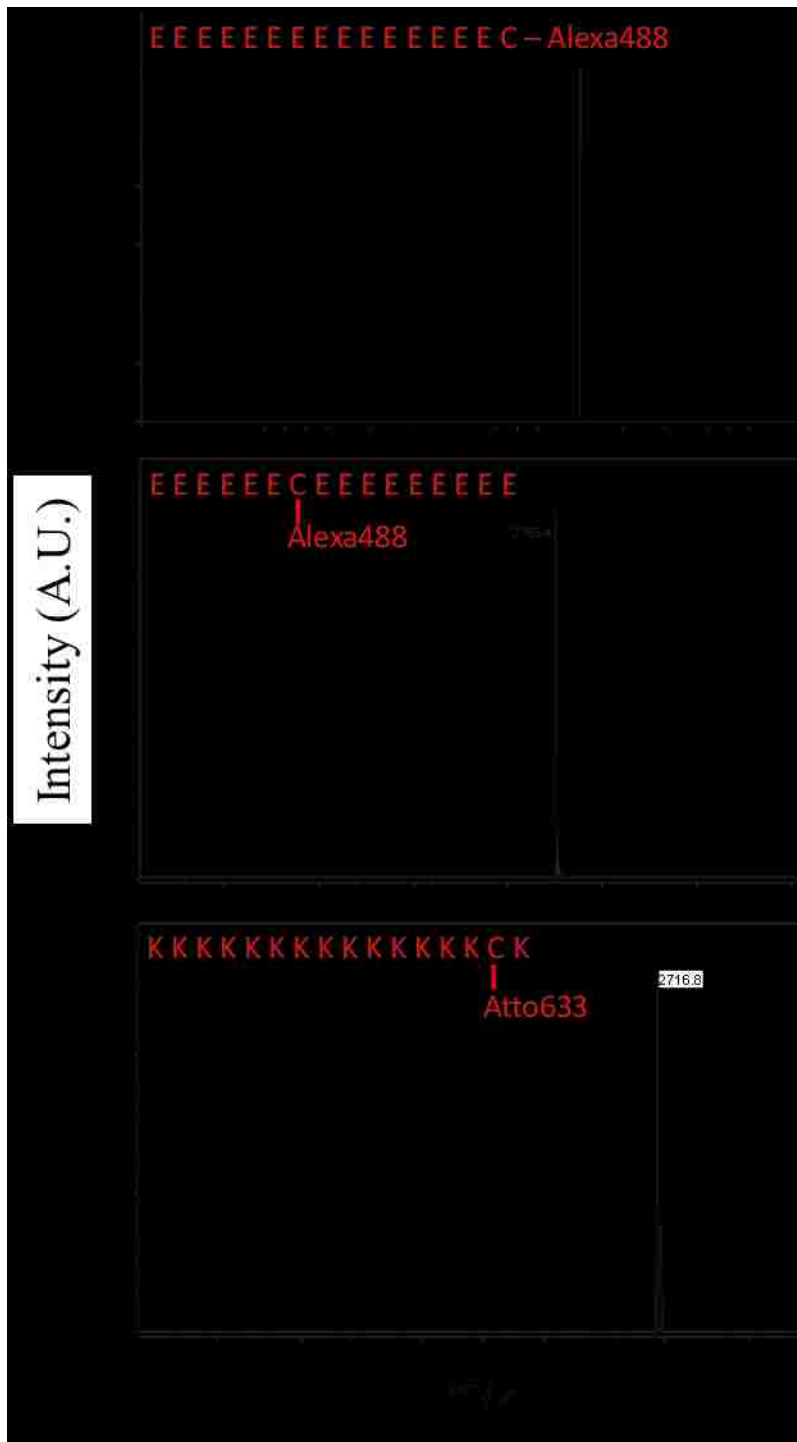 E E E E E E E E E E E E E E E C – Alexa488
E E E E E E C E E E E E E E E E
Alexa488
Intensity (A.U.)
K K K K K K K K K K K K K K C K
2716.8
Atto633